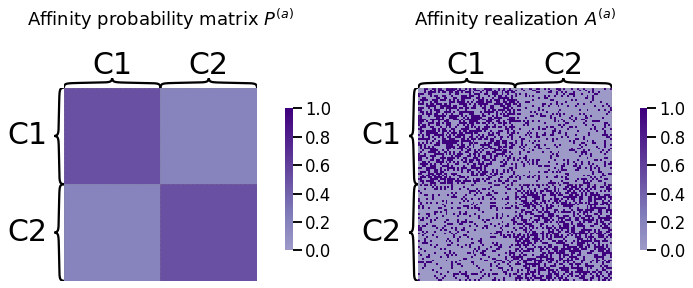 Affinity probability matrix P^(a)
C1 C2
C1
C2
1.0
0.8
0.6
0.4
0.2
0.0
Affinity realization A^(a)
C1 C2
C1
C2
1.0
0.8
0.6
0.4
0.2
0.0